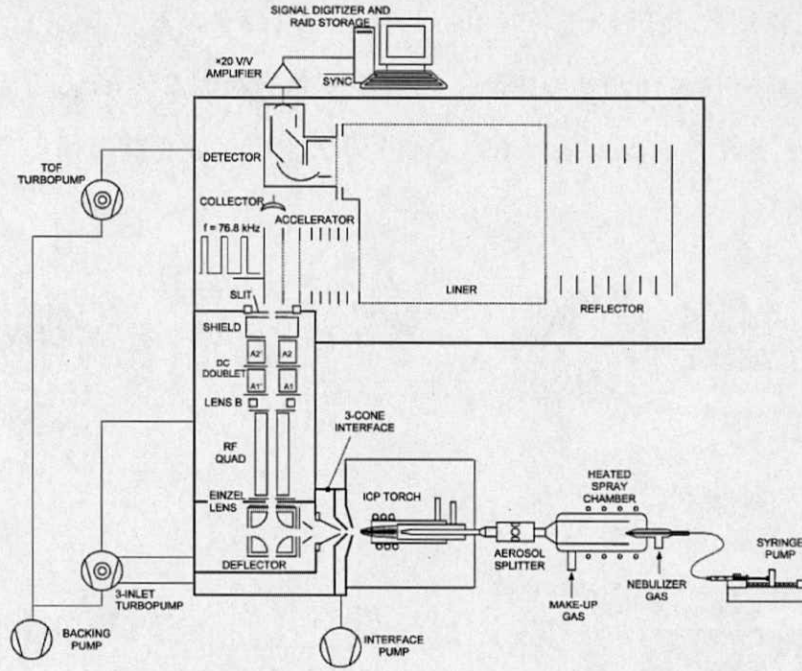 SIGNAL DIGITIZER AND
RAID STORAGE
×20 V/V
AMPLIFIER
SYNC
DETECTOR
TOF
TURBOPUMP
COLLECTOR
ACCELERATOR
f = 76.8 kHz
SLIT
LINER
REFLECTOR
SHIELD
A2'
A2
DC
DOUBLET
A1'
A1
LENS B
3-CONE
INTERFACE
RF
QUAD
ICP TORCH
HEATED
SPRAY
CHAMBER
EINZEL
LENS
SYRINGE
PUMP
AEROSOL
SPLITTER
DEFLECTOR
NEBULIZER
GAS
MAKE-UP
GAS
3-INLET
TURBOPUMP
BACKING
PUMP
INTERFACE
PUMP